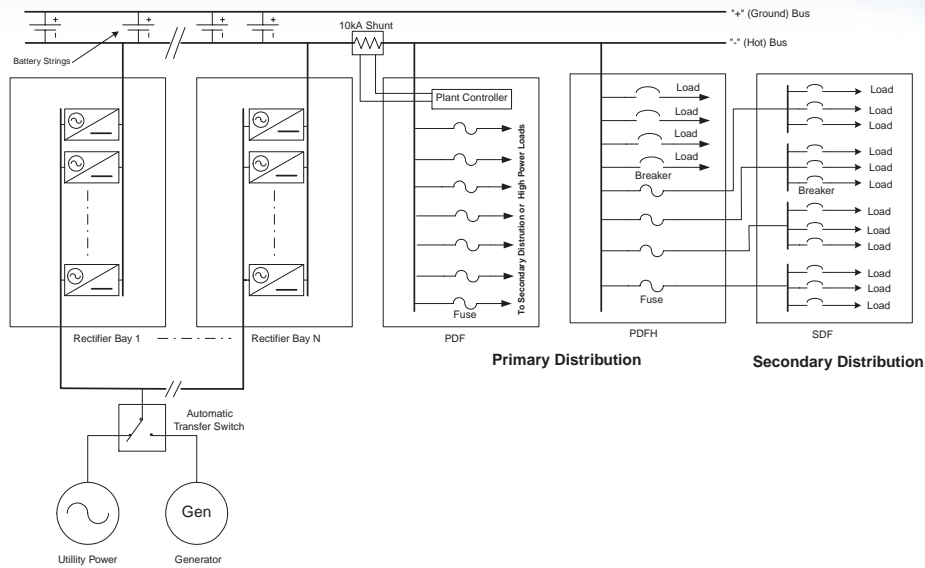 "+" (Ground) Bus
+ + + +
10kA Shunt
"-" (Hot) Bus
Battery Strings
Plant Controller
To Secondary Distrution or High Power Loads
Fuse
Load
Load
Load
Load
Breaker
Fuse
Load
Load
Load
Load
Load
Breaker
Load
Load
Load
Load
Load
Load
Load
Rectifier Bay 1
Rectifier Bay N
PDF
PDFH
SDF
Primary Distribution
Secondary Distribution
Automatic
Transfer Switch
Gen
Utillity Power
Generator